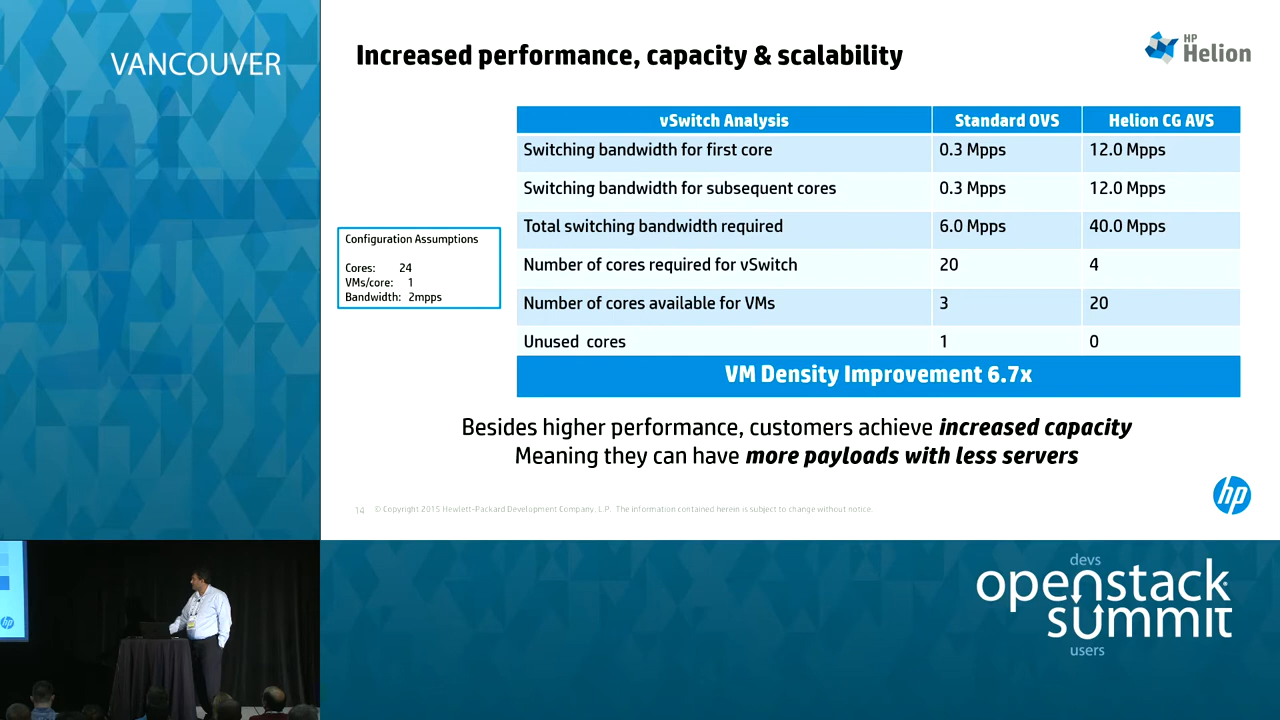 VANCOUVER
Increased performance, capacity & scalability
HP
Helion
vSwitch Analysis Standard OVS Helion CG AVS
Switching bandwidth for first core 0.3 Mpps 12.0 Mpps
Switching bandwidth for subsequent cores 0.3 Mpps 12.0 Mpps
Total switching bandwidth required 6.0 Mpps 40.0 Mpps
Number of cores required for vSwitch 20 4
Number of cores available for VMs 3 20
Unused cores 1 0
VM Density Improvement 6.7x
Configuration Assumptions
Cores: 24
VMs/core: 1
Bandwidth: 2mpps
Besides higher performance, customers achieve increased capacity
Meaning they can have more payloads with less servers
hp
14 © Copyright 2015 Hewlett-Packard Development Company, L.P. The information contained herein is subject to change without notice.
hp
devs
openstack
summit
users